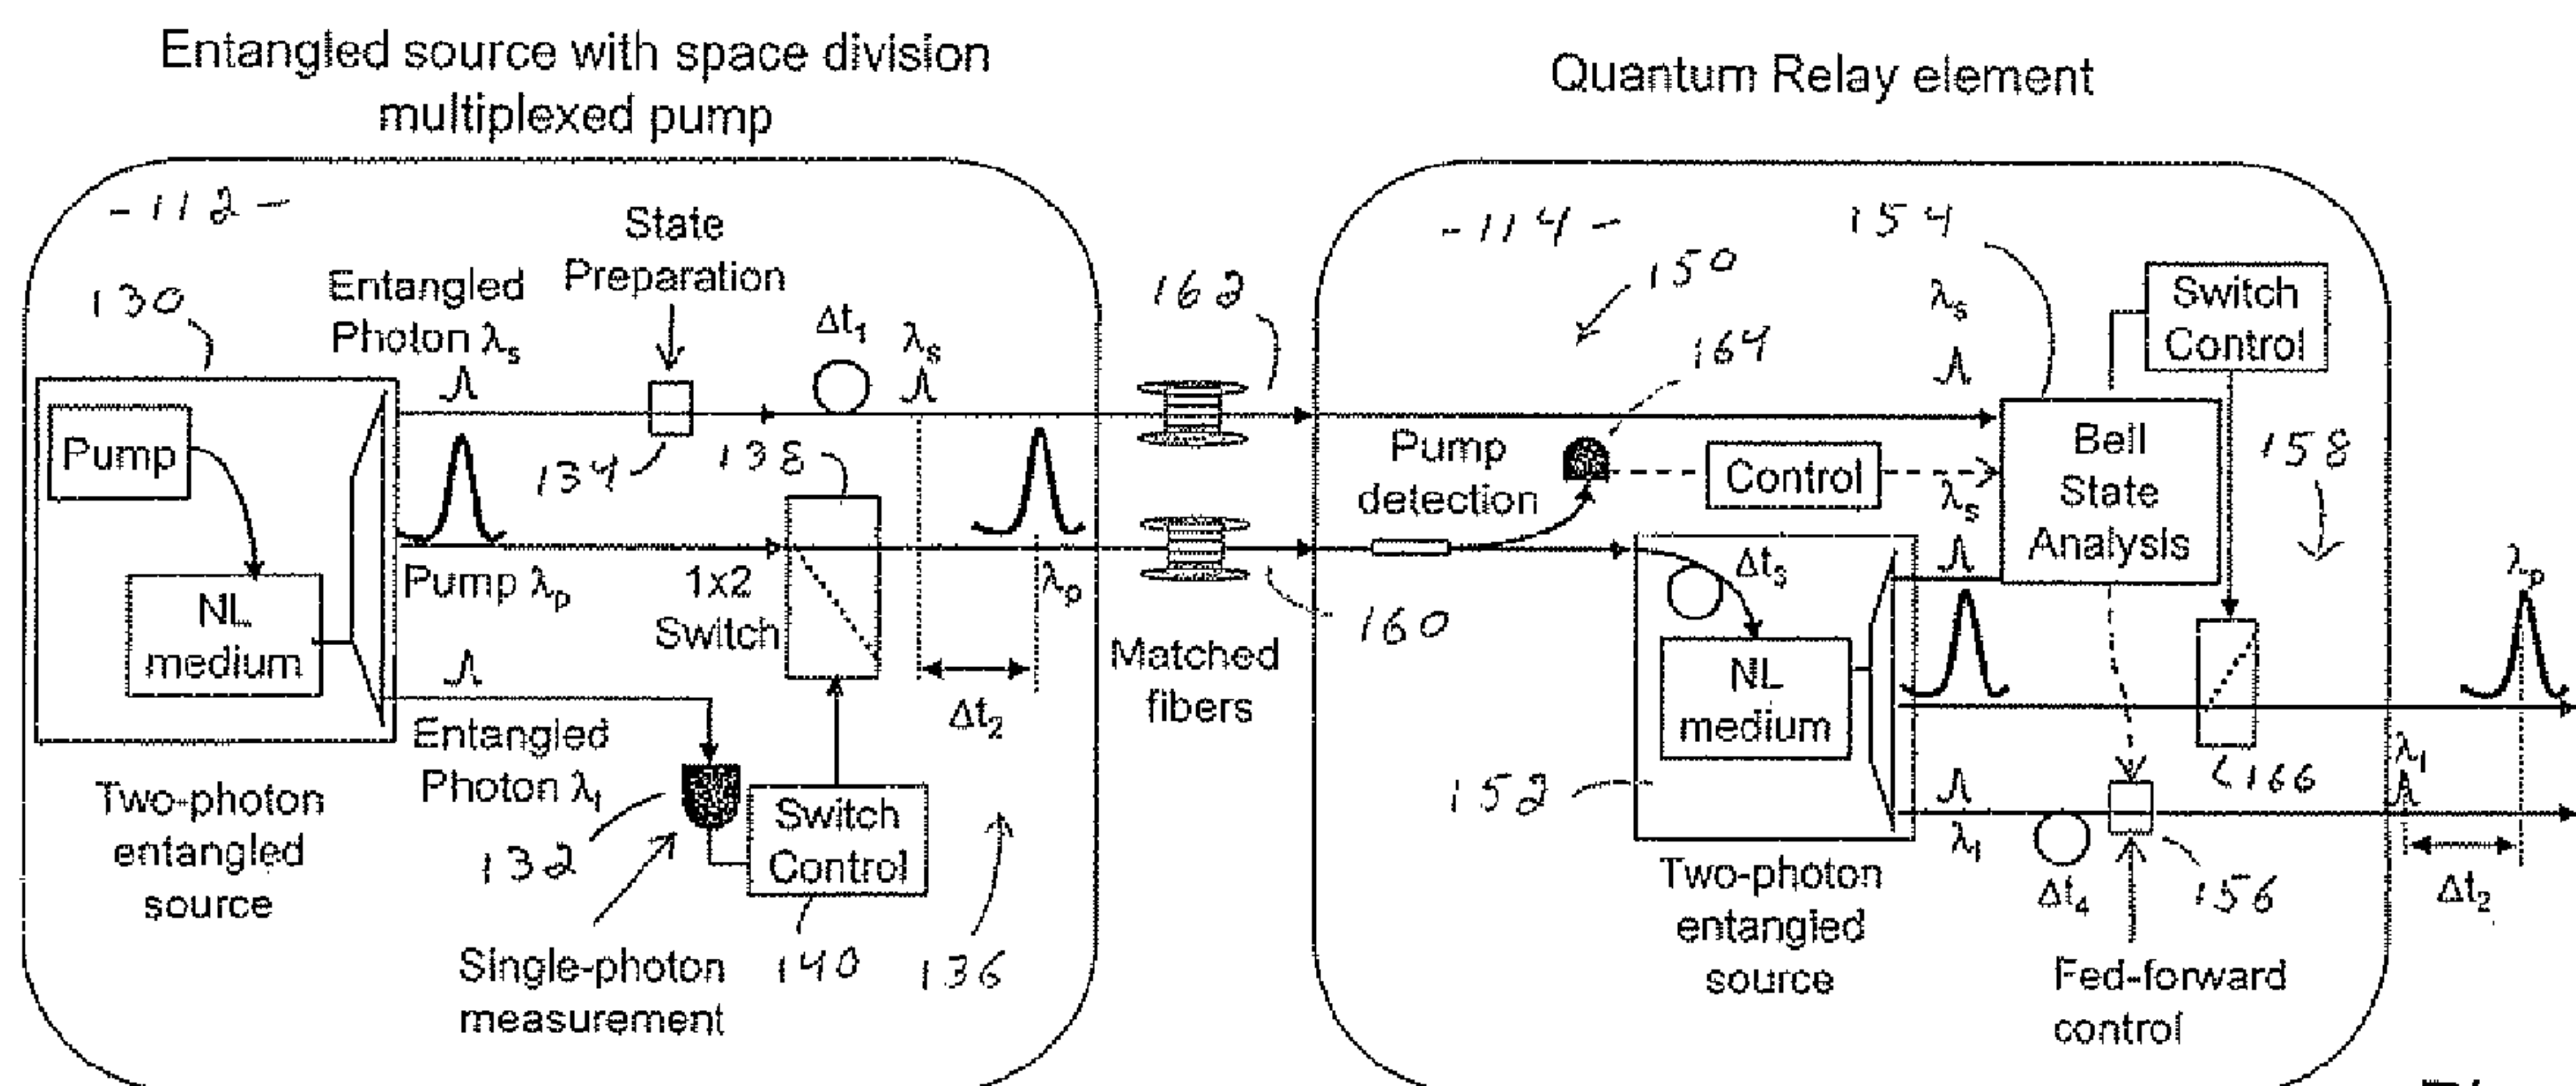 Entangled source with space division
multiplexed pump
Quantum Relay element
-112-
130
Entangled
Photon λs
State
Preparation
Δt1
λs
Pump
NL
medium
134
138
Pump λp
1x2
Switch
λp
Δt2
Entangled
Photon λI
132
Switch
Control
140
136
Two-photon
entangled
source
Single-photon
measurement
162
160
Matched
fibers
-114-
150
154
164
λs
Switch
Control
Pump
detection
Control
λs
Bell
State
Analysis
158
Δt3
NL
medium
152
λp
166
λI
λI
Δt4
156
Δt2
Two-photon
entangled
source
Fed-forward
control